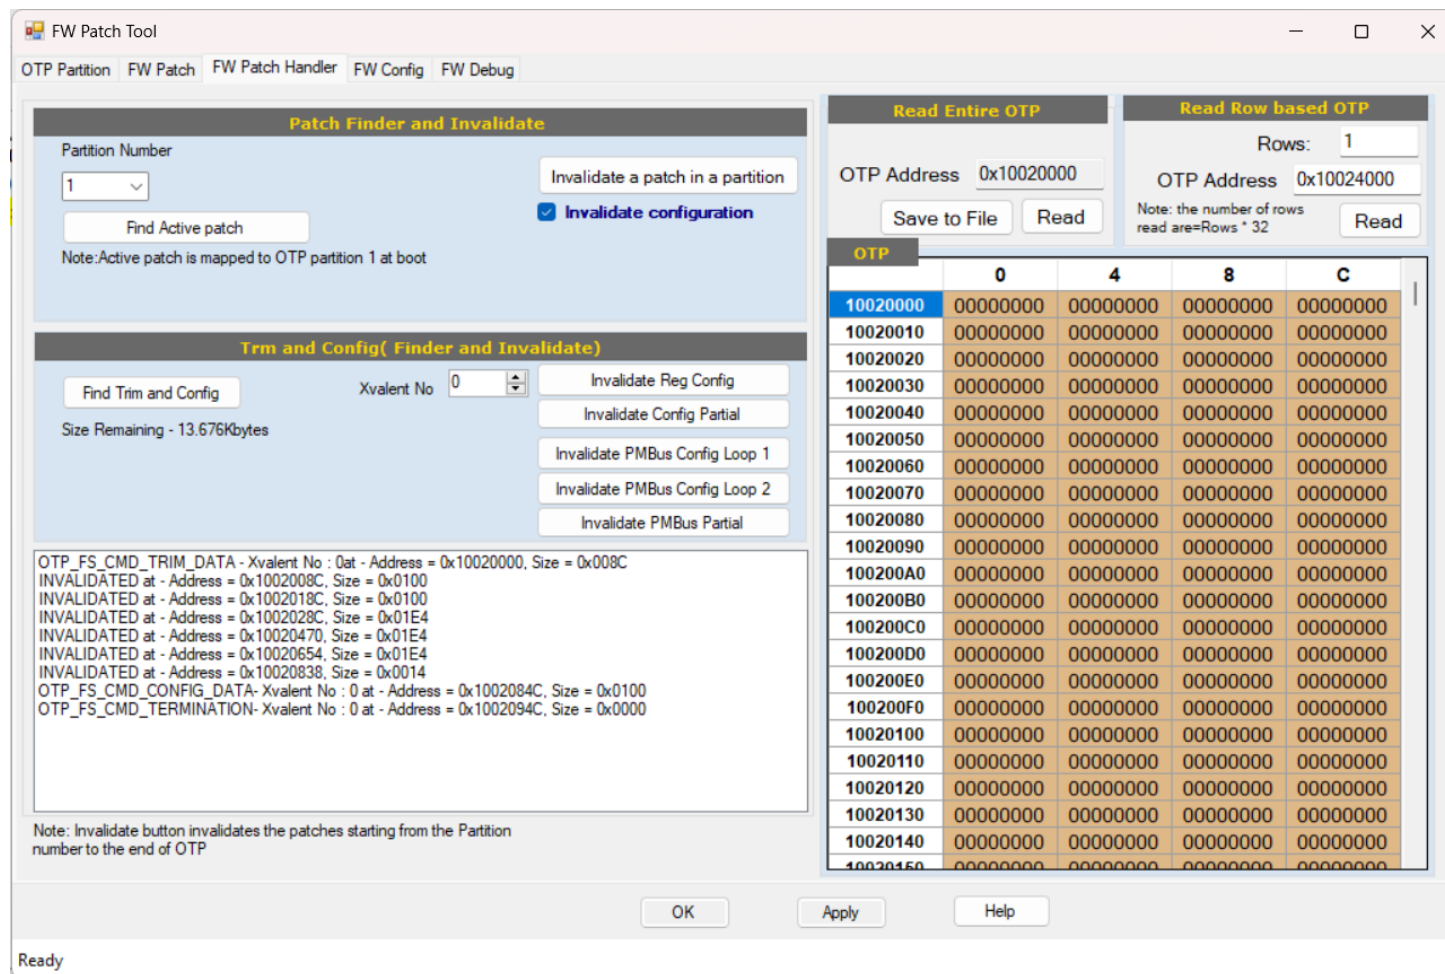 FW Patch Tool
OTP Partition FW Patch FW Patch Handler FW Config FW Debug
Patch Finder and Invalidate
Partition Number
1
Invalidate a patch in a partition
Invalidate configuration
Find Active patch
Note:Active patch is mapped to OTP partition 1 at boot
Trm and Config( Finder and Invalidate)
Find Trim and Config
Xvalent No 0
Size Remaining - 13.676Kbytes
Invalidate Reg Config
Invalidate Config Partial
Invalidate PMBus Config Loop 1
Invalidate PMBus Config Loop 2
Invalidate PMBus Partial
OTP_FS_CMD_TRIM_DATA - Xvalent No : 0at - Address = 0x10020000, Size = 0x008C
INVALIDATED at - Address = 0x1002008C, Size = 0x0100
INVALIDATED at - Address = 0x1002018C, Size = 0x0100
INVALIDATED at - Address = 0x1002028C, Size = 0x01E4
INVALIDATED at - Address = 0x10020470, Size = 0x01E4
INVALIDATED at - Address = 0x10020654, Size = 0x01E4
INVALIDATED at - Address = 0x10020838, Size = 0x0014
OTP_FS_CMD_CONFIG_DATA- Xvalent No : 0 at - Address = 0x1002084C, Size = 0x0100
OTP_FS_CMD_TERMINATION- Xvalent No : 0 at - Address = 0x1002094C, Size = 0x0000
Note: Invalidate button invalidates the patches starting from the Partition
number to the end of OTP
Read Entire OTP
OTP Address 0x10020000
Save to File Read
Read Row based OTP
Rows: 1
OTP Address 0x10024000
Note: the number of rows
read are=Rows * 32
Read
OTP
0 4 8 C
10020000 00000000 00000000 00000000 00000000
10020010 00000000 00000000 00000000 00000000
10020020 00000000 00000000 00000000 00000000
10020030 00000000 00000000 00000000 00000000
10020040 00000000 00000000 00000000 00000000
10020050 00000000 00000000 00000000 00000000
10020060 00000000 00000000 00000000 00000000
10020070 00000000 00000000 00000000 00000000
10020080 00000000 00000000 00000000 00000000
10020090 00000000 00000000 00000000 00000000
100200A0 00000000 00000000 00000000 00000000
100200B0 00000000 00000000 00000000 00000000
100200C0 00000000 00000000 00000000 00000000
100200D0 00000000 00000000 00000000 00000000
100200E0 00000000 00000000 00000000 00000000
100200F0 00000000 00000000 00000000 00000000
10020100 00000000 00000000 00000000 00000000
10020110 00000000 00000000 00000000 00000000
10020120 00000000 00000000 00000000 00000000
10020130 00000000 00000000 00000000 00000000
10020140 00000000 00000000 00000000 00000000
10020150 00000000 00000000 00000000 00000000
OK Apply Help
Ready